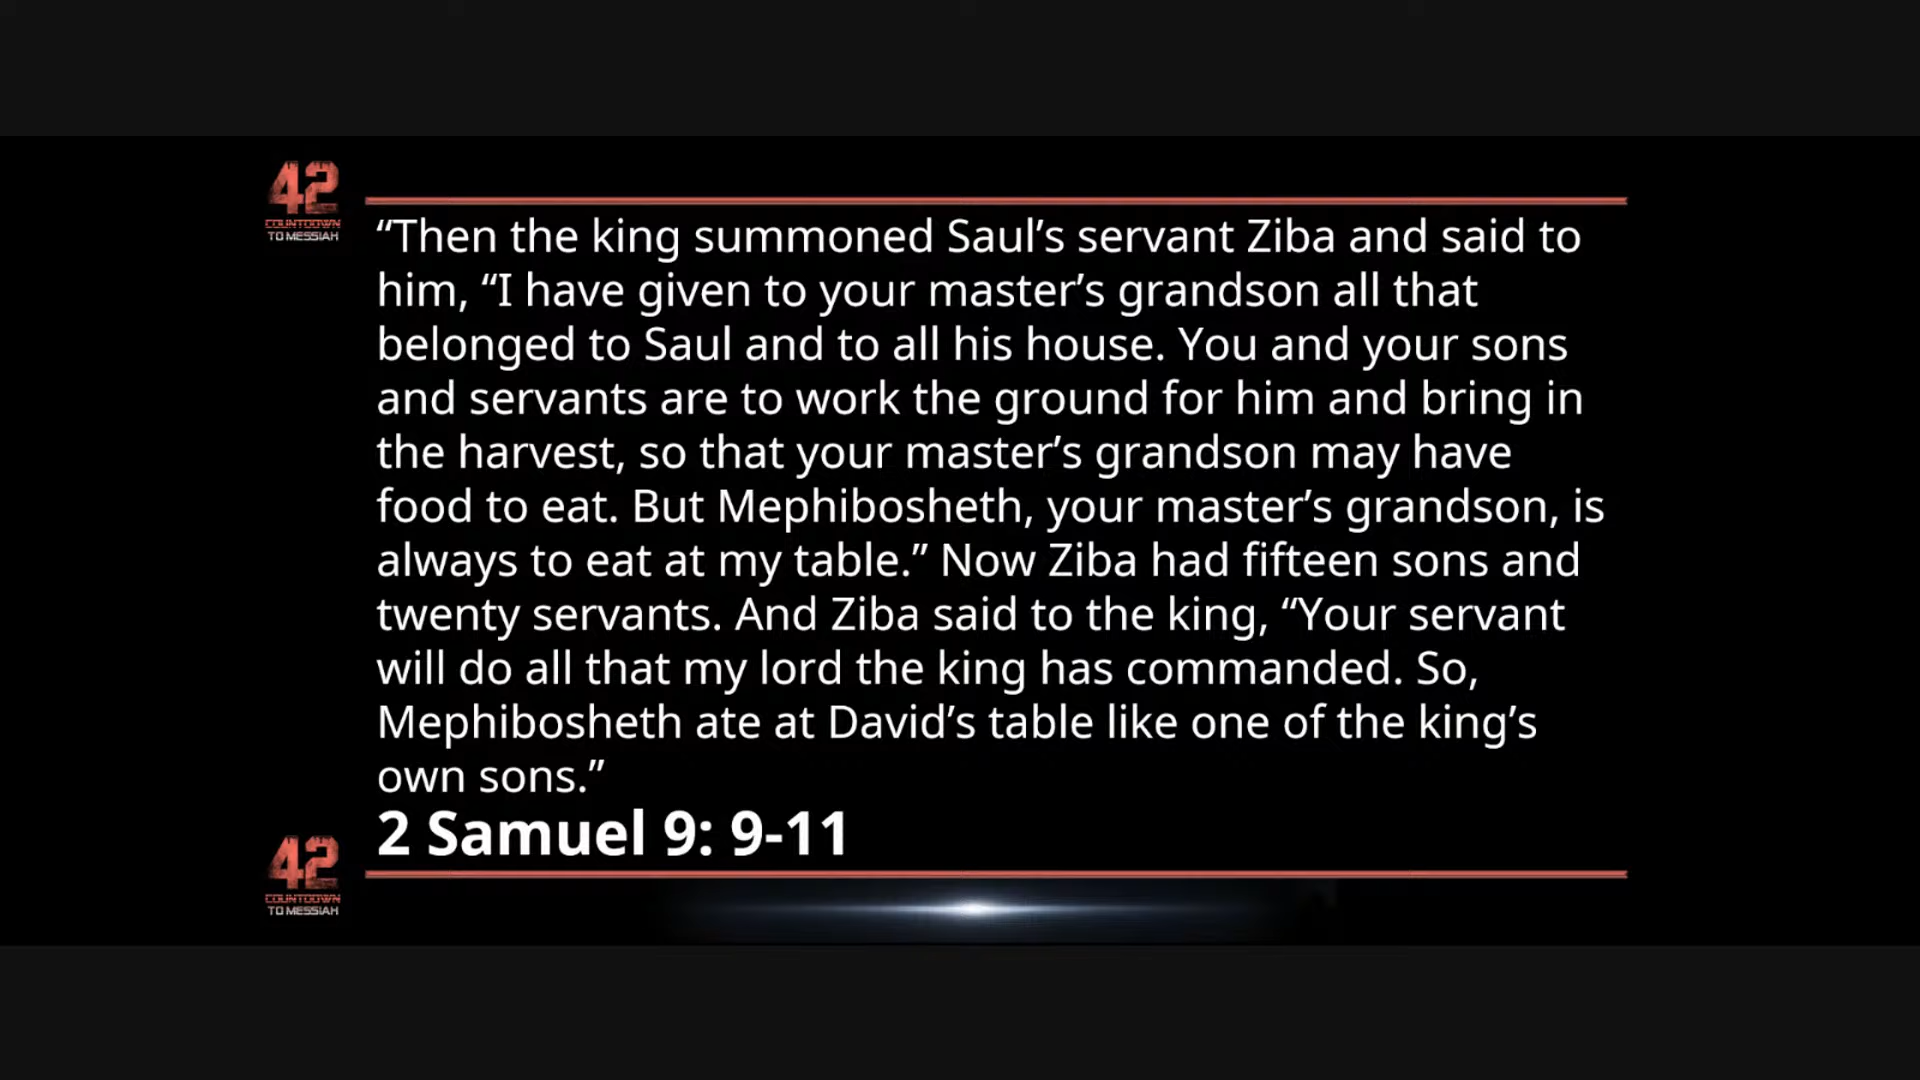 42
COUNTDOWN
TO MESSIAH
“Then the king summoned Saul’s servant Ziba and said to
him, “I have given to your master’s grandson all that
belonged to Saul and to all his house. You and your sons
and servants are to work the ground for him and bring in
the harvest, so that your master’s grandson may have
food to eat. But Mephibosheth, your master’s grandson, is
always to eat at my table.” Now Ziba had fifteen sons and
twenty servants. And Ziba said to the king, “Your servant
will do all that my lord the king has commanded. So,
Mephibosheth ate at David’s table like one of the king’s
own sons.”
2 Samuel 9: 9-11
42
COUNTDOWN
TO MESSIAH